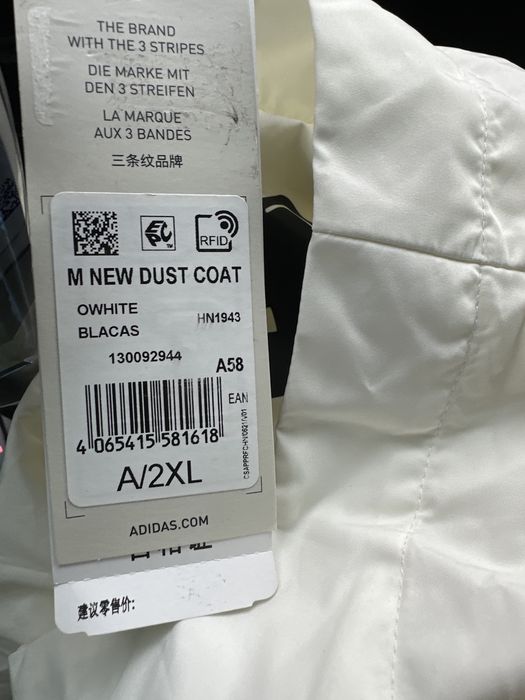 THE BRAND
WITH THE 3 STRIPES
DIE MARKE MIT
DEN 3 STREIFEN
LA MARQUE
AUX 3 BANDES
三条纹品牌
EPC TM
RFID
M NEW DUST COAT
OWHITE
BLACAS
HN1943
130092944
A58
EAN
4 065415 581618
A/2XL
ADIDAS.COM
建议零售价: